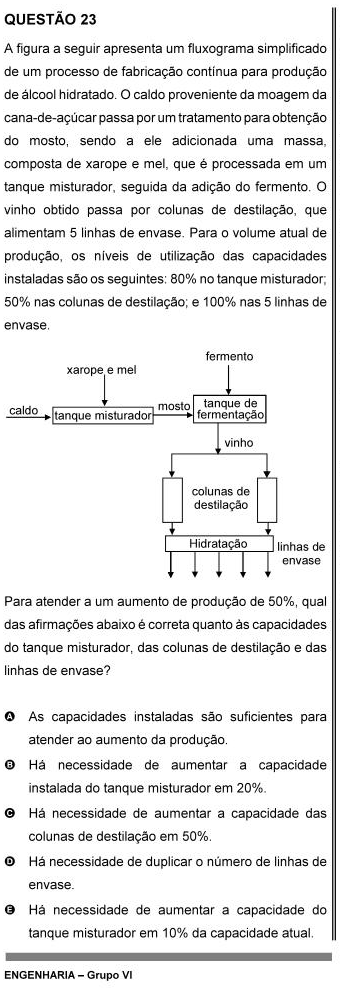 QUESTÃO 23
A figura a seguir apresenta um fluxograma simplificado
de um processo de fabricação contínua para produção
de álcool hidratado. O caldo proveniente da moagem da
cana-de-açúcar passa por um tratamento para obtenção
do mosto, sendo a ele adicionada uma massa,
composta de xarope e mel, que é processada em um
tanque misturador, seguida da adição do fermento. O
vinho obtido passa por colunas de destilação, que
alimentam 5 linhas de envase. Para o volume atual de
produção, os níveis de utilização das capacidades
instaladas são os seguintes: 80% no tanque misturador;
50% nas colunas de destilação; e 100% nas 5 linhas de
envase.
fermento
xarope e mel
caldo
tanque misturador
mosto
tanque de
fermentação
vinho
colunas de
destilação
Hidratação
linhas de
envase
Para atender a um aumento de produção de 50%, qual
das afirmações abaixo é correta quanto às capacidades
do tanque misturador, das colunas de destilação e das
linhas de envase?
A As capacidades instaladas são suficientes para
atender ao aumento da produção.
B Há necessidade de aumentar a capacidade
instalada do tanque misturador em 20%.
C Há necessidade de aumentar a capacidade das
colunas de destilação em 50%.
D Há necessidade de duplicar o número de linhas de
envase.
E Há necessidade de aumentar a capacidade do
tanque misturador em 10% da capacidade atual.
ENGENHARIA – Grupo VI